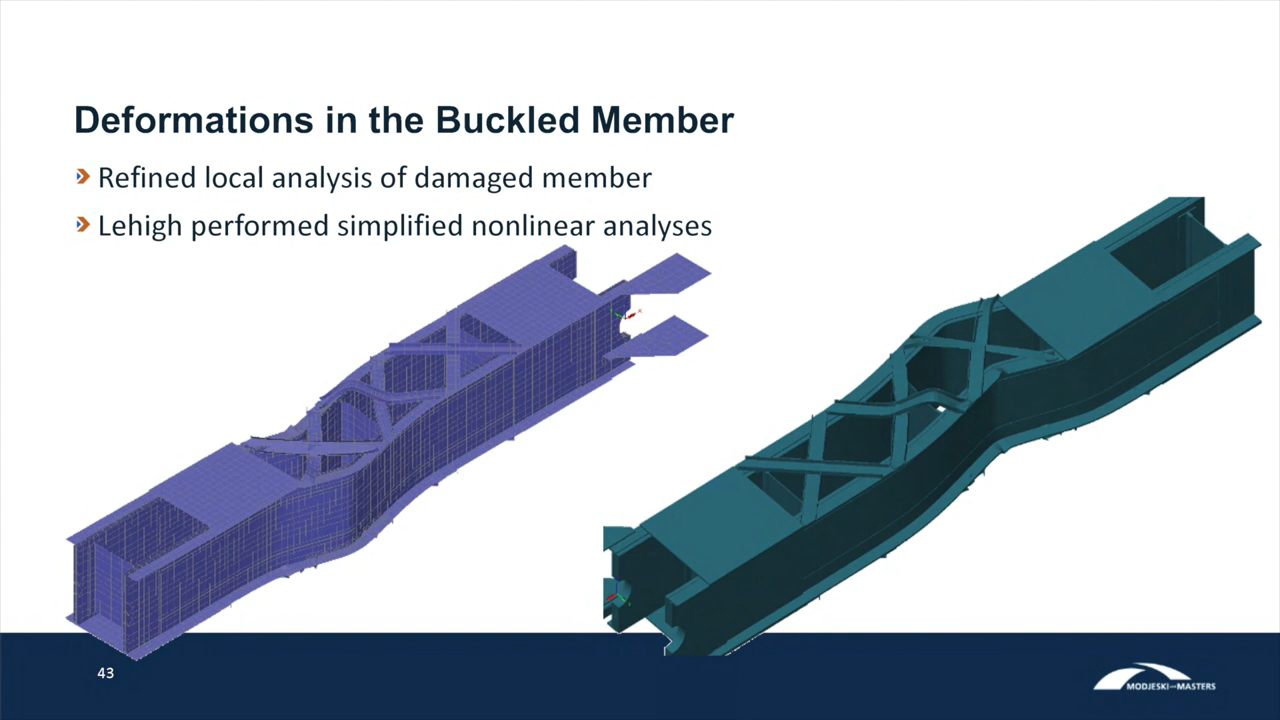 Deformations in the Buckled Member
Refined local analysis of damaged member
Lehigh performed simplified nonlinear analyses
43
MODJESKI and MASTERS